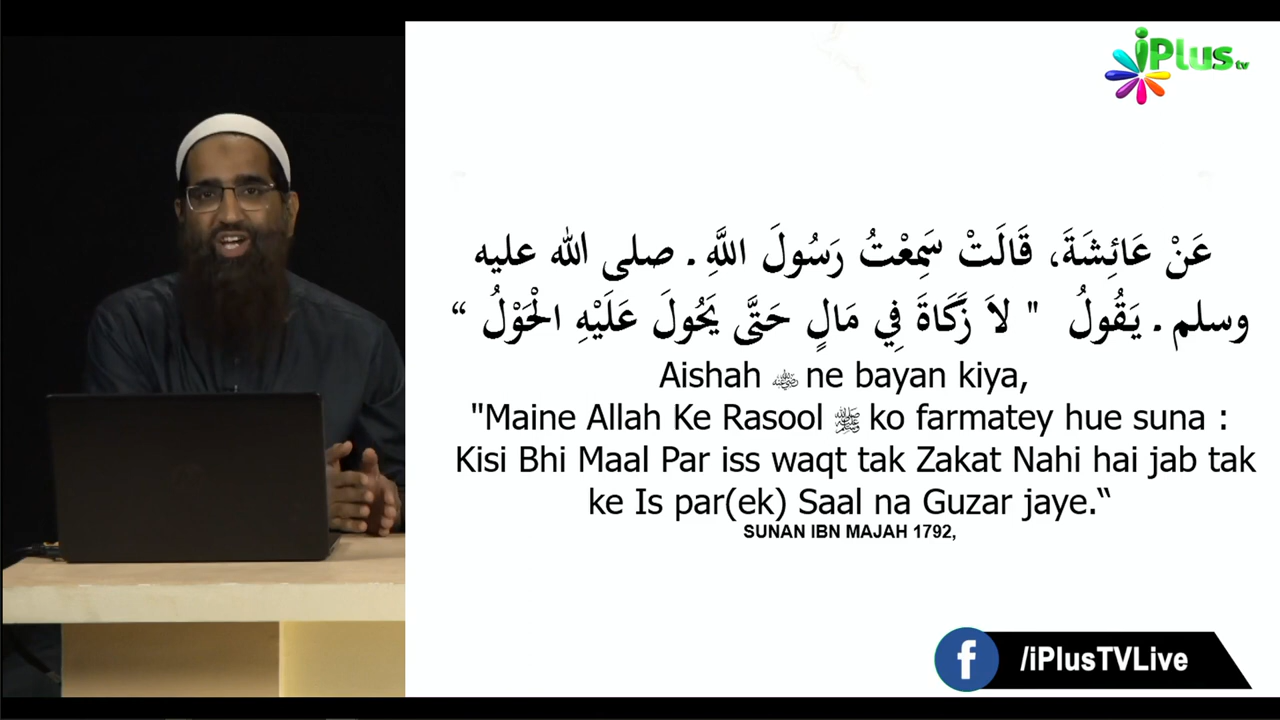 iPlus tv
عَنْ عَائِشَةَ، قَالَتْ سَمِعْتُ رَسُولَ اللَّهِ ـ صلى الله عليه
وسلم ـ يَقُولُ " لاَ زَكَاةَ فِي مَالٍ حَتَّى يَحُولَ عَلَيْهِ الْحَوْلُ “
Aishah رضي الله عنها ne bayan kiya,
"Maine Allah Ke Rasool ﷺ ko farmatey hue suna :
Kisi Bhi Maal Par iss waqt tak Zakat Nahi hai jab tak
ke Is par(ek) Saal na Guzar jaye.“
SUNAN IBN MAJAH 1792,
f /iPlusTVLive